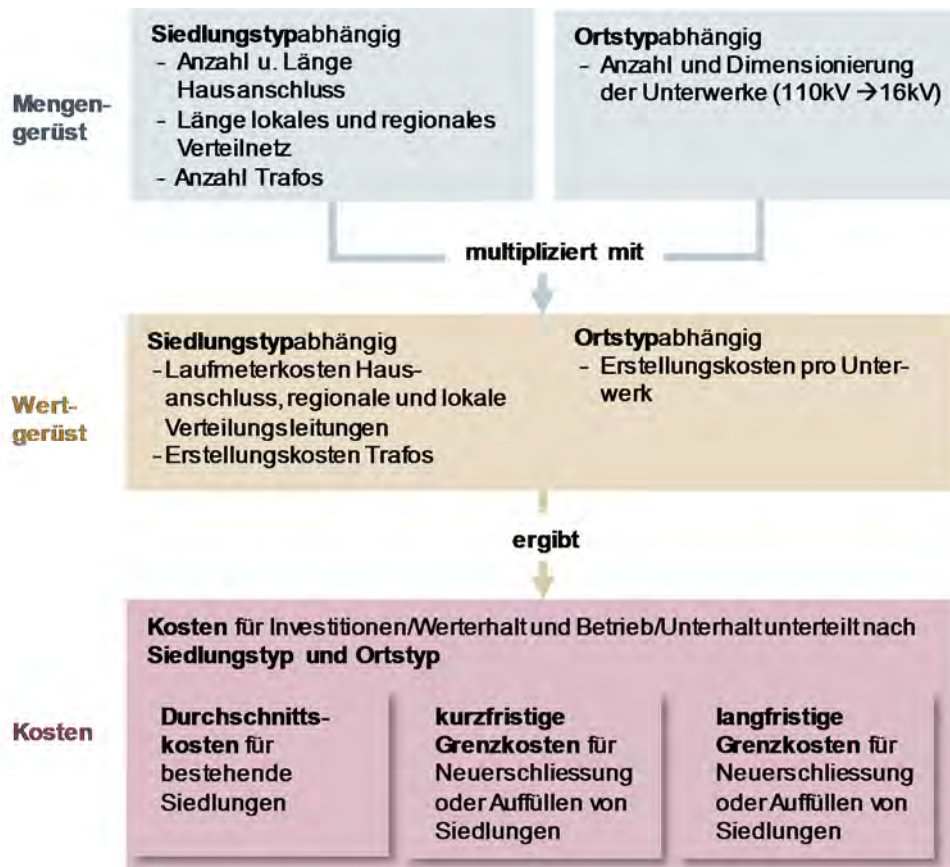 Mengen-
gerüst
Siedlungstypabhängig
- Anzahl u. Länge
Hausanschluss
- Länge lokales und regionales
Verteilnetz
- Anzahl Trafos
Ortstypabhängig
- Anzahl und Dimensionierung
der Unterwerke (110kV →16kV)
multipliziert mit
Wert-
gerüst
Siedlungstypabhängig
- Laufmeterkosten Haus-
anschluss, regionale und lokale
Verteilungsleitungen
- Erstellungskosten Trafos
Ortstypabhängig
- Erstellungskosten pro Unter-
werk
ergibt
Kosten
Kosten für Investitionen/Werterhalt und Betrieb/Unterhalt unterteilt nach
Siedlungstyp und Ortstyp
Durchschnitts-
kosten für
bestehende
Siedlungen
kurzfristige
Grenzkosten für
Neuerschliessung
oder Auffüllen von
Siedlungen
langfristige
Grenzkosten für
Neuerschliessung
oder Auffüllen von
Siedlungen